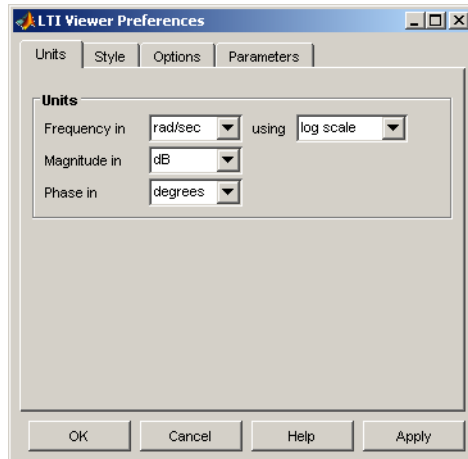 LTI Viewer Preferences
Units Style Options Parameters
Units
Frequency in rad/sec using log scale
Magnitude in dB
Phase in degrees
OK Cancel Help Apply